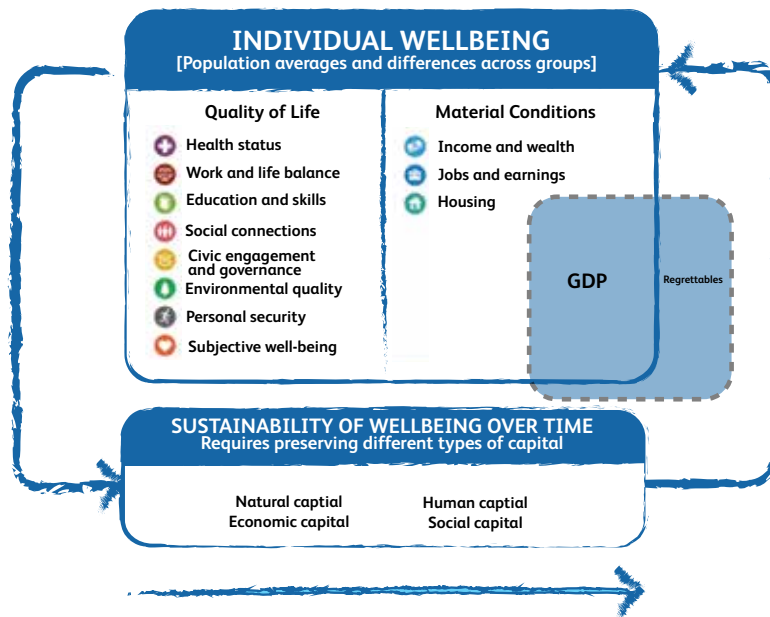 INDIVIDUAL WELLBEING
[Population averages and differences across groups]
Quality of Life
Health status
Work and life balance
Education and skills
Social connections
Civic engagement
and governance
Environmental quality
Personal security
Subjective well-being
Material Conditions
Income and wealth
Jobs and earnings
Housing
GDP
Regrettables
SUSTAINABILITY OF WELLBEING OVER TIME
Requires preserving different types of capital
Natural captial
Economic capital
Human captial
Social capital